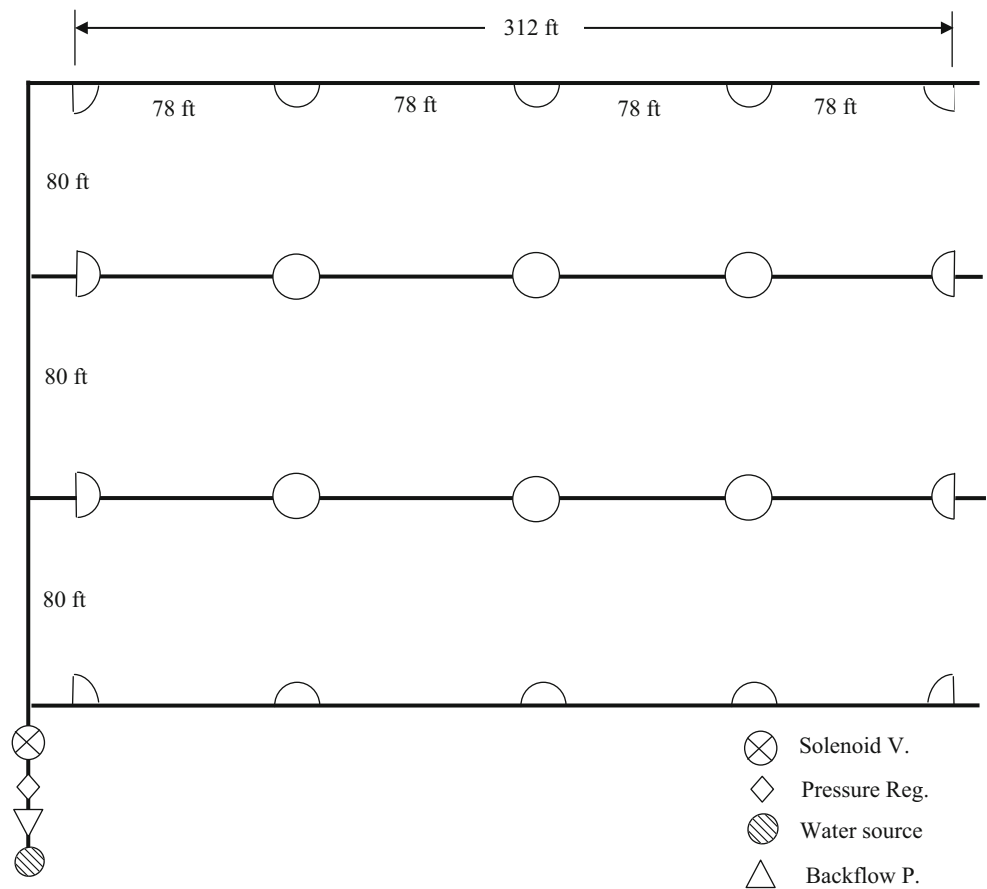 312 ft
78 ft 78 ft 78 ft 78 ft
80 ft
80 ft
80 ft
Solenoid V.
Pressure Reg.
Water source
Backflow P.